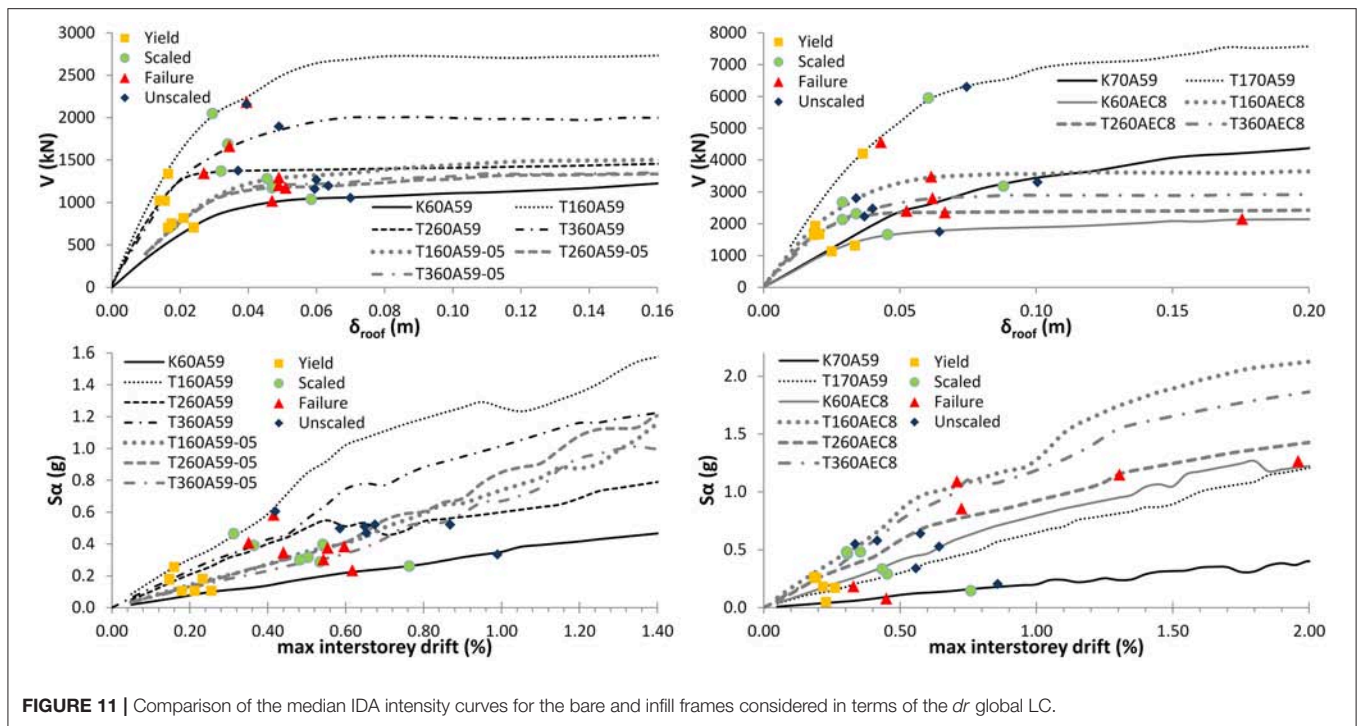 3000
2500
2000
1500
1000
500
0
V (kN)
Yield
Scaled
Failure
Unscaled
K60A59 T160A59
T260A59 T360A59
T160A59-05 T260A59-05
T360A59-05
0.00 0.02 0.04 0.06 0.08 0.10 0.12 0.14 0.16
δroof (m)
8000
7000
6000
5000
4000
3000
2000
1000
0
V (kN)
Yield
Scaled
Failure
Unscaled
K70A59 T170A59
K60AEC8 T160AEC8
T260AEC8 T360AEC8
0.00 0.05 0.10 0.15 0.20
δroof (m)
1.6
1.4
1.2
1.0
0.8
0.6
0.4
0.2
0.0
Sα (g)
K60A59
T160A59
T260A59
T360A59
T160A59-05
T260A59-05
T360A59-05
Yield
Scaled
Failure
Unscaled
0.00 0.20 0.40 0.60 0.80 1.00 1.20 1.40
max interstorey drift (%)
2.0
1.5
1.0
0.5
0.0
Sα (g)
K70A59
T170A59
K60AEC8
T160AEC8
T260AEC8
T360AEC8
Yield
Scaled
Failure
Unscaled
0.00 0.50 1.00 1.50 2.00
max interstorey drift (%)
FIGURE 11 | Comparison of the median IDA intensity curves for the bare and infill frames considered in terms of the dr global LC.